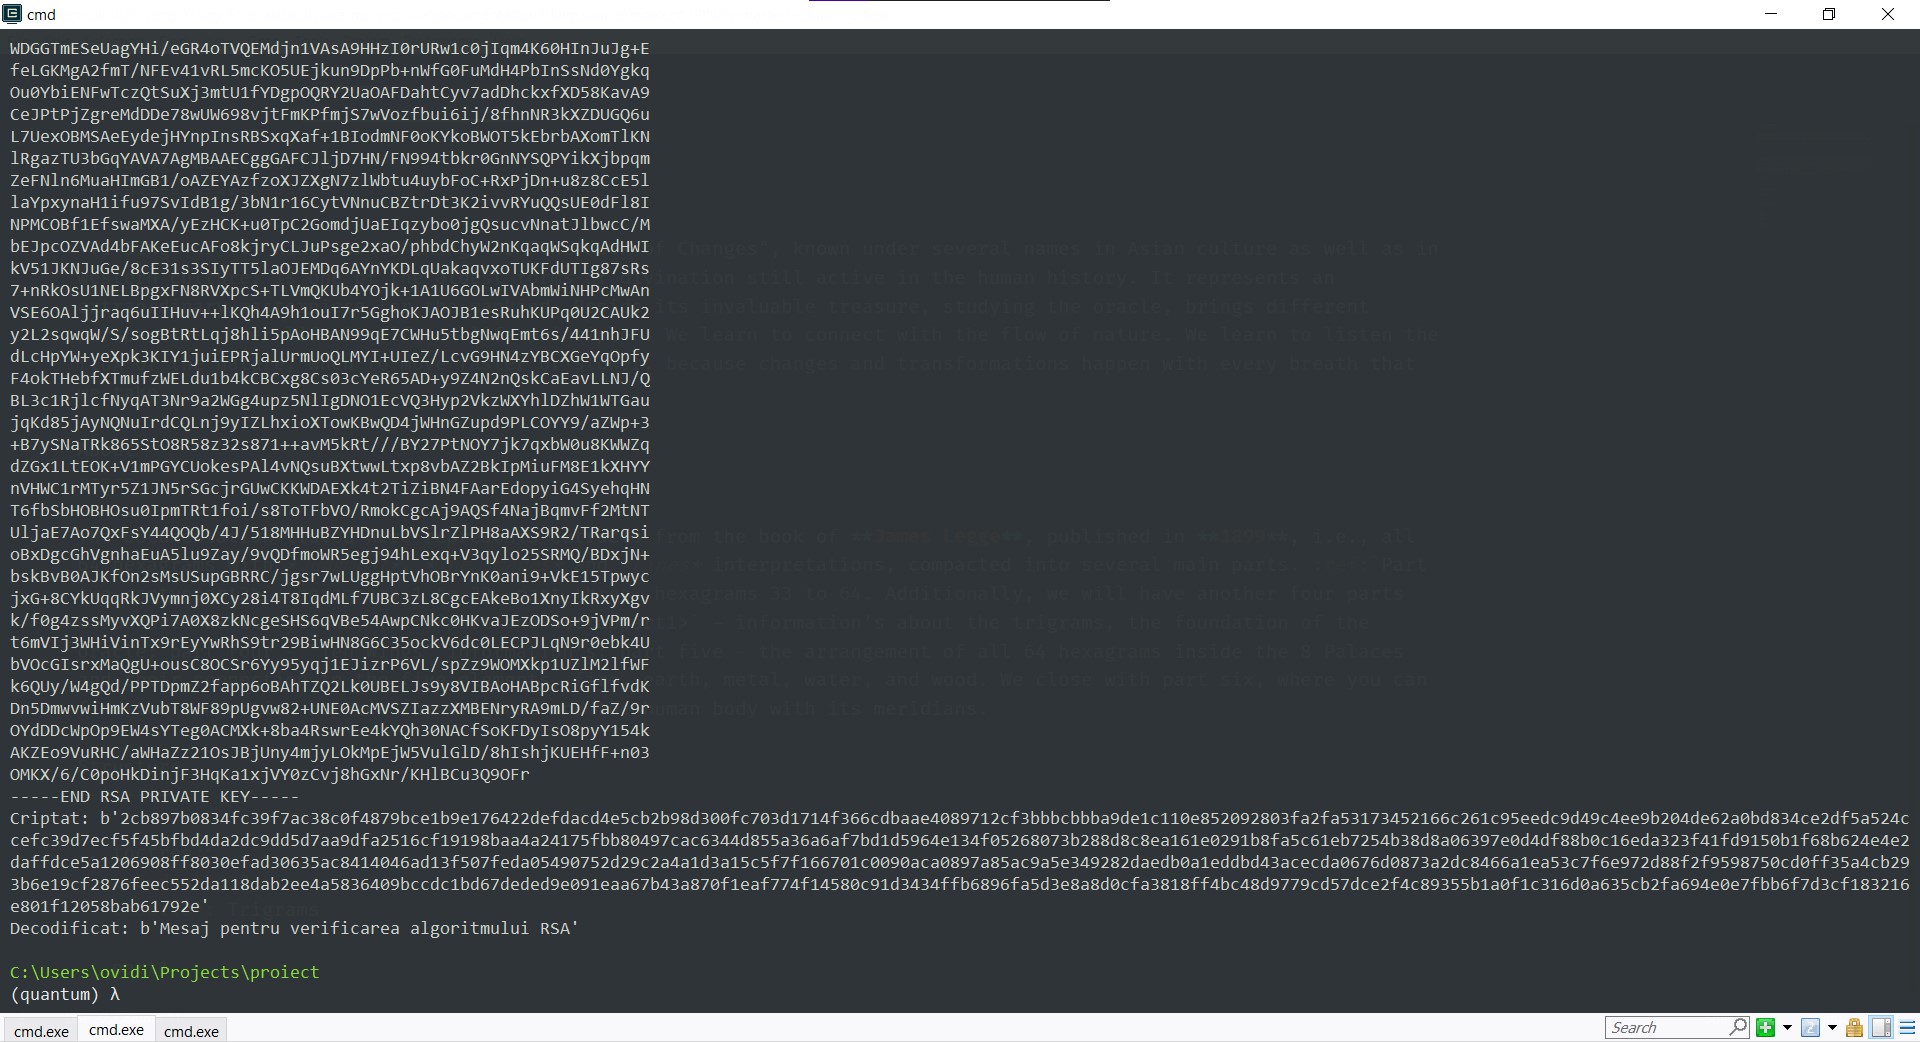 cmd
WDGGTmESeUagYHi/eGR4oTVQEMdjn1VAsA9HHzI0rURw1c0jIqm4K60HInJuJg+E
feLGKMgA2fmT/NFEv41vRL5mcKO5UEjkun9DpPb+nWfG0FuMdH4PbInSsNd0Ygkq
Ou0YbiENFwTczQtSuXj3mtU1fYDgpOQRY2UaOAFDahtCyv7adDhckxfXD58KavA9
CeJPtPjZgreMdDDe78wUW698vjtFmKPfmjS7wVozfbui6ij/8fhnNR3kXZDUGQ6u
L7UexOBMSAeEydejHYnpInsRBSxqXaf+1BIodmNF0oKYkoBWOT5kEbrbAXomTlKN
lRgazTU3bGqYAVA7AgMBAAECggGAFCJljD7HN/FN994tbkr0GnNYSQPYikXjbpqm
ZeFNln6MuaHImGB1/oAZEYAzfzoXJZXgN7zlWbtu4uybFoC+RxPjDn+u8z8CcE5l
laYpxynaH1ifu97SvIdB1g/3bN1r16CytVNnuCBZtrDt3K2ivvRYuQQsUE0dFl8I
NPMCOBf1EfswaMXA/yEzHCK+u0TpC2GomdjUaEIqzybo0jgQsucvNnatJlbwcC/M
bEJpcOZVAd4bFAKeEucAFo8kjryCLJuPsge2xaO/phbdChyW2nKqaqWSqkqAdHWI
kV51JKNJuGe/8cE31s3SIyTT5laOJEMDq6AYnYKDLqUakaqvxoTUKFdUTIg87sRs
7+nRkOsU1NELBpgxFN8RVXpcS+TLVmQKUb4YOjk+1A1U6GOLwIVAbmWiNHPcMwAn
VSE6OAljjraq6uIIHuv++lKQh4A9h1ouI7r5GghoKJAOJB1esRuhKUPq0U2CAUk2
y2L2sqwqW/S/sogBtRtLqj8hli5pAoHBAN99qE7CWHu5tbgNwqEmt6s/441nhJFU
dLcHpYW+yeXpk3KIY1juiEPRjalUrmUoQLMYI+UIeZ/LcvG9HN4zYBCXGeYqOpfy
F4okTHebfXTmufzWELdu1b4kCBCxg8Cs03cYeR65AD+y9Z4N2nQskCaEavLLNJ/Q
BL3c1RjlcfNyqAT3Nr9a2WGg4upz5NlIgDNO1EcVQ3Hyp2VkzWXYhlDZhW1WTGau
jqKd85jAyNQNuIrdCQLnj9yIZLhxioXTowKBwQD4jWHnGZupd9PLCOYY9/aZWp+3
+B7ySNaTRk865StO8R58z32s871++avM5kRt///BY27PtNOY7jk7qxbW0u8KWWZq
dZGx1LtEOK+V1mPGYCUokesPAl4vNQsuBXtwwLtxp8vbAZ2BkIpMiuFM8E1kXHYY
nVHWC1rMTyr5Z1JN5rSGcjrGUwCKKWDAEXk4t2TiZiBN4FAarEdopyiG4SyehqHN
T6fbSbHOBHOsu0IpmTRt1foi/s8ToTFbVO/RmokCgcAj9AQSf4NajBqmvFf2MtNT
UljaE7Ao7QxFsY44QOQb/4J/518MHHuBZYHDnuLbVSlrZlPH8aAXS9R2/TRarqsi
oBxDgcGhVgnhaEuA5lu9Zay/9vQDfmoWR5egj94hLexq+V3qylo25SRMQ/BDxjN+
bskBvB0AJKfOn2sMsUSupGBRRC/jgsr7wLUggHptVhOBrYnK0ani9+VkE15Tpwyc
jxG+8CYkUqqRkJVymnj0XCy28i4T8IqdMLf7UBC3zL8CgcEAkeBo1XnyIkRxyXgv
k/f0g4zssMyvXQPi7A0X8zkNcgeSHS6qVBe54AwpCNkc0HKvaJEzODSo+9jVPm/r
t6mVIj3WHiVinTx9rEyYwRhS9tr29BiwHN8G6C35ockV6dc0LECPJLqN9r0ebk4U
bVOcGIsrxMaQgU+ousC8OCSr6Yy95yqj1EJizrP6VL/spZz9WOMXkp1UZlM2lfWF
k6QUy/W4gQd/PPTDpmZ2fapp6oBAhTZQ2Lk0UBELJs9y8VIBAoHABpcRiGflfvdK
Dn5DmwvwiHmKzVubT8WF89pUgvw82+UNE0AcMVSZIazzXMBENryRA9mLD/faZ/9r
OYdDDcWpOp9EW4sYTeg0ACMXk+8ba4RswrEe4kYQh30NACfSoKFDyIsO8pyY154k
AKZEo9VuRHC/aWHaZz21OsJBjUny4mjyLOkMpEjW5VulGlD/8hIshjKUEHfF+n03
OMKX/6/C0poHkDinjF3HqKa1xjVY0zCvj8hGxNr/KHlBCu3Q9OFr
-----END RSA PRIVATE KEY-----
Criptat: b'2cb897b0834fc39f7ac38c0f4879bce1b9e176422defdacd4e5cb2b98d300fc703d1714f366cdbaae4089712cf3bbbcbbba9de1c110e852092803fa2fa53173452166c261c95eedc9d49c4ee9b204de62a0bd834ce2df5a524c
cefc39d7ecf5f45bfbd4da2dc9dd5d7aa9dfa2516cf19198baa4a24175fbb80497cac6344d855a36a6af7bd1d5964e134f05268073b288d8c8ea161e0291b8fa5c61eb7254b38d8a06397e0d4df88b0c16eda323f41fd9150b1f68b624e4e2
daffdce5a1206908ff8030efad30635ac8414046ad13f507feda05490752d29c2a4a1d3a15c5f7f166701c0090aca0897a85ac9a5e349282daedb0a1eddbd43acecda0676d0873a2dc8466a1ea53c7f6e972d88f2f9598750cd0ff35a4cb29
3b6e19cf2876feec552da118dab2ee4a5836409bccdc1bd67deded9e091eaa67b43a870f1eaf774f14580c91d3434ffb6896fa5d3e8a8d0cfa3818ff4bc48d9779cd57dce2f4c89355b1a0f1c316d0a635cb2fa694e0e7fbb6f7d3cf183216
e801f12058bab61792e'
Decodificat: b'Mesaj pentru verificarea algoritmului RSA'
C:\Users\ovidi\Projects\proiect
(quantum) λ
cmd.exe cmd.exe cmd.exe Search